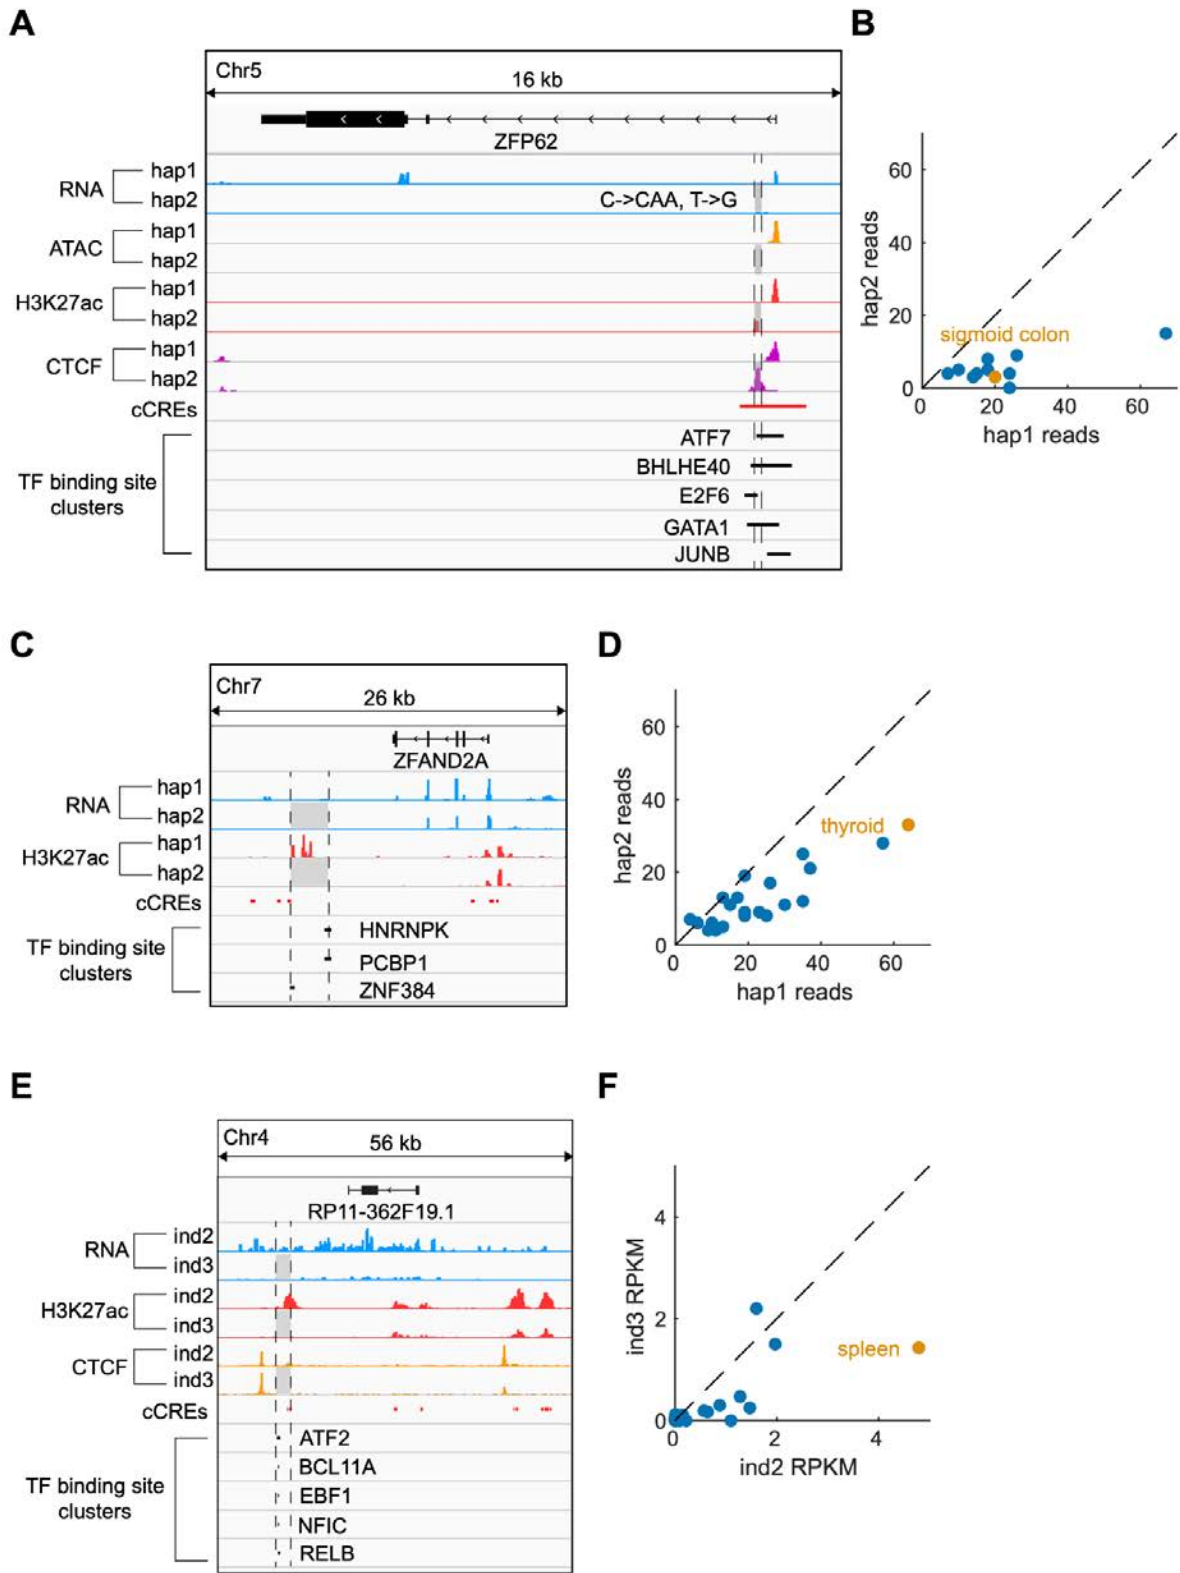 A
Chr5
16 kb
ZFP62
RNA
hap1
hap2
C->CAA, T->G
ATAC
hap1
hap2
H3K27ac
hap1
hap2
CTCF
hap1
hap2
cCREs
TF binding site
clusters
ATF7
BHLHE40
E2F6
GATA1
JUNB
B
hap2 reads
60
40
20
0
sigmoid colon
0 20 40 60
hap1 reads
C
Chr7
26 kb
ZFAND2A
RNA
hap1
hap2
H3K27ac
hap1
hap2
cCREs
TF binding site
clusters
HNRNPK
PCBP1
ZNF384
D
hap2 reads
60
40
20
0
thyroid
0 20 40 60
hap1 reads
E
Chr4
56 kb
RP11-362F19.1
RNA
ind2
ind3
H3K27ac
ind2
ind3
CTCF
ind2
ind3
cCREs
TF binding site
clusters
ATF2
BCL11A
EBF1
NFIC
RELB
F
ind3 RPKM
4
2
0
spleen
0 2 4
ind2 RPKM